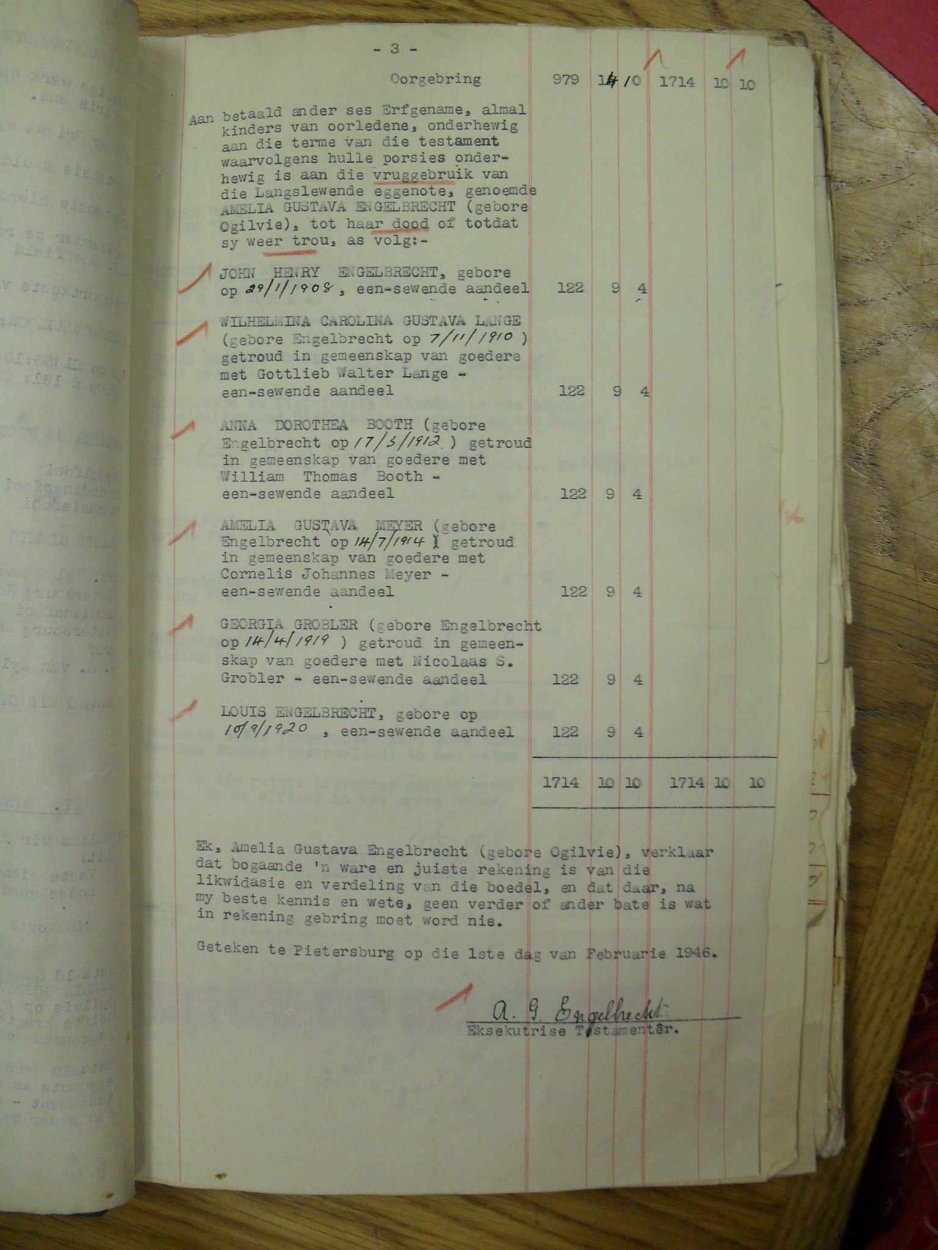 - 3 -
Oorgebring 979 14 10 1714 10 10
Aan betaald ander ses Erfgename, almal
kinders van oorledene, onderhewig
aan die terme van die testament
waarvolgens hulle porsies onder-
hewig is aan die vruggebruik van
die Langslewende eggenote, genoemde
AMELIA GUSTAVA ENGELBRECHT (gebore
Ogilvie), tot haar dood of totdat
sy weer trou, as volg:-
JOHN HENRY ENGELBRECHT, gebore
op 29/1/1908, een-sewende aandeel 122 9 4
WILHELMINA CAROLINA GUSTAVA LANGE
(gebore Engelbrecht op 7/11/1910 )
getroud in gemeenskap van goedere
met Gottlieb Walter Lange -
een-sewende aandeel 122 9 4
ANNA DOROTHEA BOOTH (gebore
Engelbrecht op 17/5/1912 ) getroud
in gemeenskap van goedere met
William Thomas Booth -
een-sewende aandeel 122 9 4
AMELIA GUSTAVA MEYER (gebore
Engelbrecht op 14/7/1914 ) getroud
in gemeenskap van goedere met
Cornelis Johannes Meyer -
een-sewende aandeel 122 9 4
GEORGIA GROBLER (gebore Engelbrecht
op 14/4/1919 ) getroud in gemeen-
skap van goedere met Nicolaas S.
Grobler - een-sewende aandeel 122 9 4
LOUIS ENGELBRECHT, gebore op
10/9/1920 , een-sewende aandeel 122 9 4
1714 10 10 1714 10 10
Ek, Amelia Gustava Engelbrecht (gebore Ogilvie), verklaar
dat bogaande 'n ware en juiste rekening is van die
likwidasie en verdeling van die boedel, en dat daar, na
my beste kennis en wete, geen verder of ander bate is wat
in rekening gebring moet word nie.
Geteken te Pietersburg op die 1ste dag van Februarie 1946.
A. G. Engelbrecht.
Eksekutrise Testamentêr.